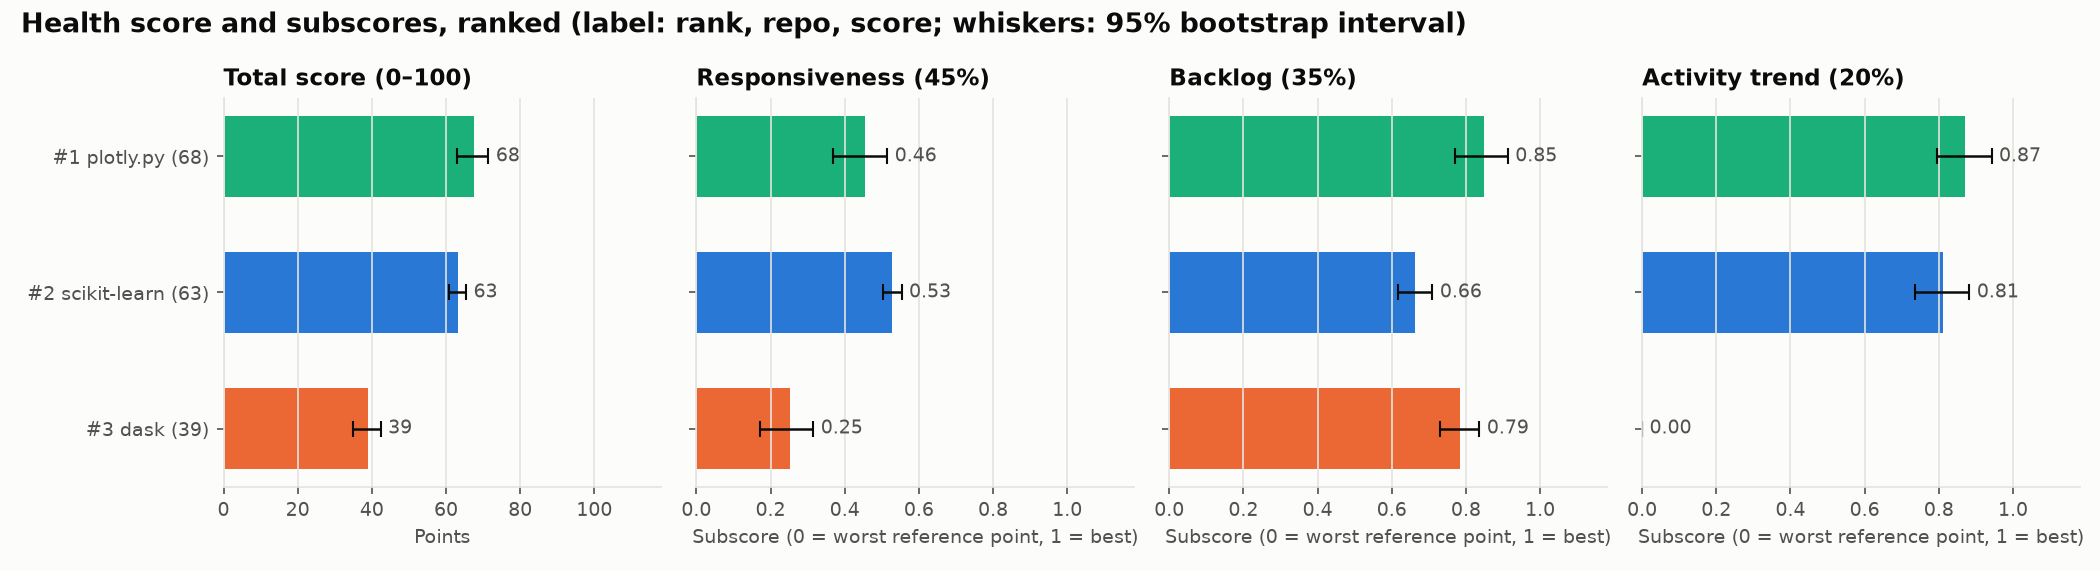 Health score and subscores, ranked (label: rank, repo, score; whiskers: 95% bootstrap interval)
Total score (0–100)
#1 plotly.py (68)
68
#2 scikit-learn (63)
63
#3 dask (39)
39
0 20 40 60 80 100
Points
Responsiveness (45%)
0.46
0.53
0.25
0.0 0.2 0.4 0.6 0.8 1.0
Subscore (0 = worst reference point, 1 = best)
Backlog (35%)
0.85
0.66
0.79
0.0 0.2 0.4 0.6 0.8 1.0
Subscore (0 = worst reference point, 1 = best)
Activity trend (20%)
0.87
0.81
0.00
0.0 0.2 0.4 0.6 0.8 1.0
Subscore (0 = worst reference point, 1 = best)